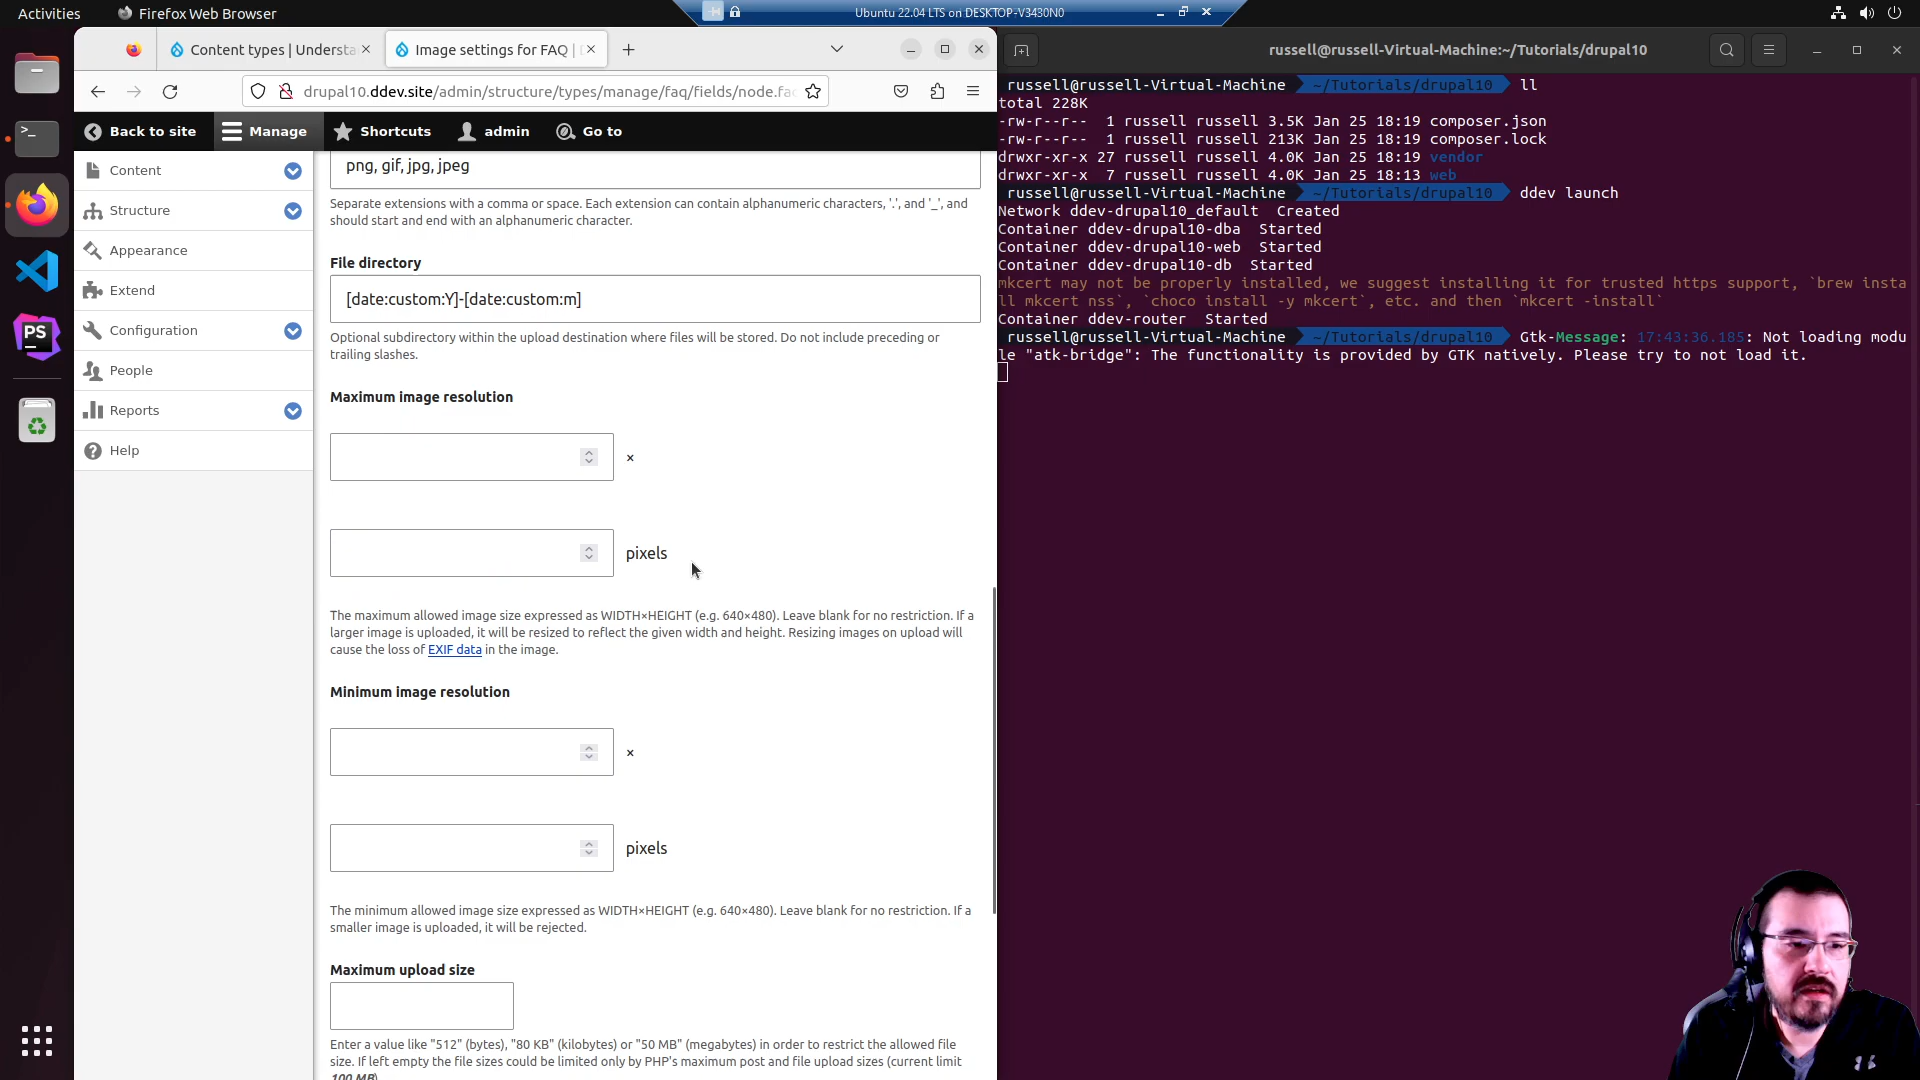 Activities
Firefox Web Browser
Ubuntu 22.04 LTS on DESKTOP-V3430N0
Content types | Understa
Image settings for FAQ |
russell@russell-Virtual-Machine:~/Tutorials/drupal10
drupal10.ddev.site/admin/structure/types/manage/faq/fields/node.fac
Back to site
Manage
Shortcuts
admin
Go to
Content
Structure
Appearance
Extend
Configuration
People
Reports
Help
png, gif, jpg, jpeg
Separate extensions with a comma or space. Each extension can contain alphanumeric characters, '.', and '_', and
should start and end with an alphanumeric character.
File directory
[date:custom:Y]-[date:custom:m]
Optional subdirectory within the upload destination where files will be stored. Do not include preceding or
trailing slashes.
Maximum image resolution
×
pixels
The maximum allowed image size expressed as WIDTH×HEIGHT (e.g. 640×480). Leave blank for no restriction. If a
larger image is uploaded, it will be resized to reflect the given width and height. Resizing images on upload will
cause the loss of EXIF data in the image.
Minimum image resolution
×
pixels
The minimum allowed image size expressed as WIDTH×HEIGHT (e.g. 640×480). Leave blank for no restriction. If a
smaller image is uploaded, it will be rejected.
Maximum upload size
Enter a value like "512" (bytes), "80 KB" (kilobytes) or "50 MB" (megabytes) in order to restrict the allowed file
size. If left empty the file sizes could be limited only by PHP's maximum post and file upload sizes (current limit
100 MB)
russell@russell-Virtual-Machine ~/Tutorials/drupal10 ll
total 228K
-rw-r--r-- 1 russell russell 3.5K Jan 25 18:19 composer.json
-rw-r--r-- 1 russell russell 213K Jan 25 18:19 composer.lock
drwxr-xr-x 27 russell russell 4.0K Jan 25 18:19 vendor
drwxr-xr-x 7 russell russell 4.0K Jan 25 18:13 web
russell@russell-Virtual-Machine ~/Tutorials/drupal10 ddev launch
Network ddev-drupal10_default Created
Container ddev-drupal10-dba Started
Container ddev-drupal10-web Started
Container ddev-drupal10-db Started
mkcert may not be properly installed, we suggest installing it for trusted https support, `brew insta
ll mkcert nss`, `choco install -y mkcert`, etc. and then `mkcert -install`
Container ddev-router Started
russell@russell-Virtual-Machine ~/Tutorials/drupal10 Gtk-Message: 17:43:36.185: Not loading modu
le "atk-bridge": The functionality is provided by GTK natively. Please try to not load it.
PS